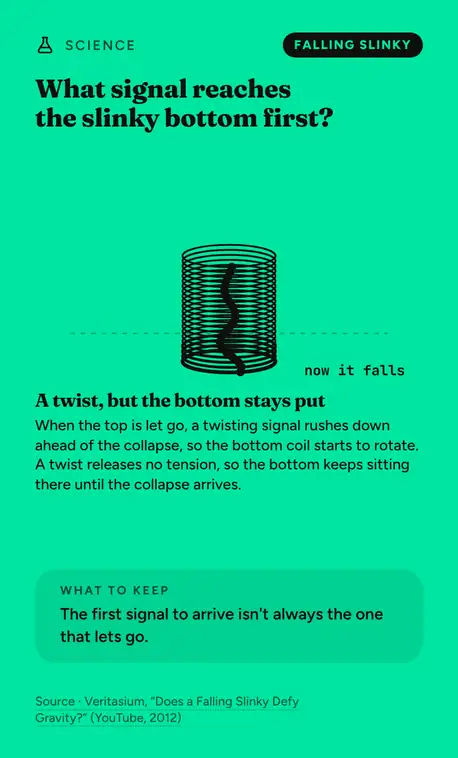 SCIENCE
FALLING SLINKY
What signal reaches
the slinky bottom first?
now it falls
A twist, but the bottom stays put
When the top is let go, a twisting signal rushes down
ahead of the collapse, so the bottom coil starts to rotate.
A twist releases no tension, so the bottom keeps sitting
there until the collapse arrives.
WHAT TO KEEP
The first signal to arrive isn't always the one
that lets go.
Source · Veritasium, “Does a Falling Slinky Defy
Gravity?” (YouTube, 2012)